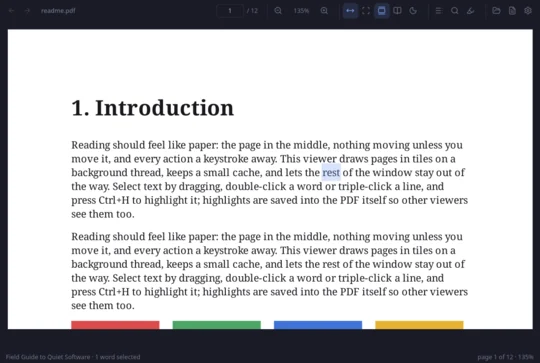 readme.pdf
1 / 12
135%
1. Introduction
Reading should feel like paper: the page in the middle, nothing moving unless you
move it, and every action a keystroke away. This viewer draws pages in tiles on a
background thread, keeps a small cache, and lets the rest of the window stay out of
the way. Select text by dragging, double-click a word or triple-click a line, and
press Ctrl+H to highlight it; highlights are saved into the PDF itself so other viewers
see them too.
Reading should feel like paper: the page in the middle, nothing moving unless you
move it, and every action a keystroke away. This viewer draws pages in tiles on a
background thread, keeps a small cache, and lets the rest of the window stay out of
the way. Select text by dragging, double-click a word or triple-click a line, and
press Ctrl+H to highlight it; highlights are saved into the PDF itself so other viewers
see them too.
Field Guide to Quiet Software · 1 word selected
page 1 of 12 · 135%